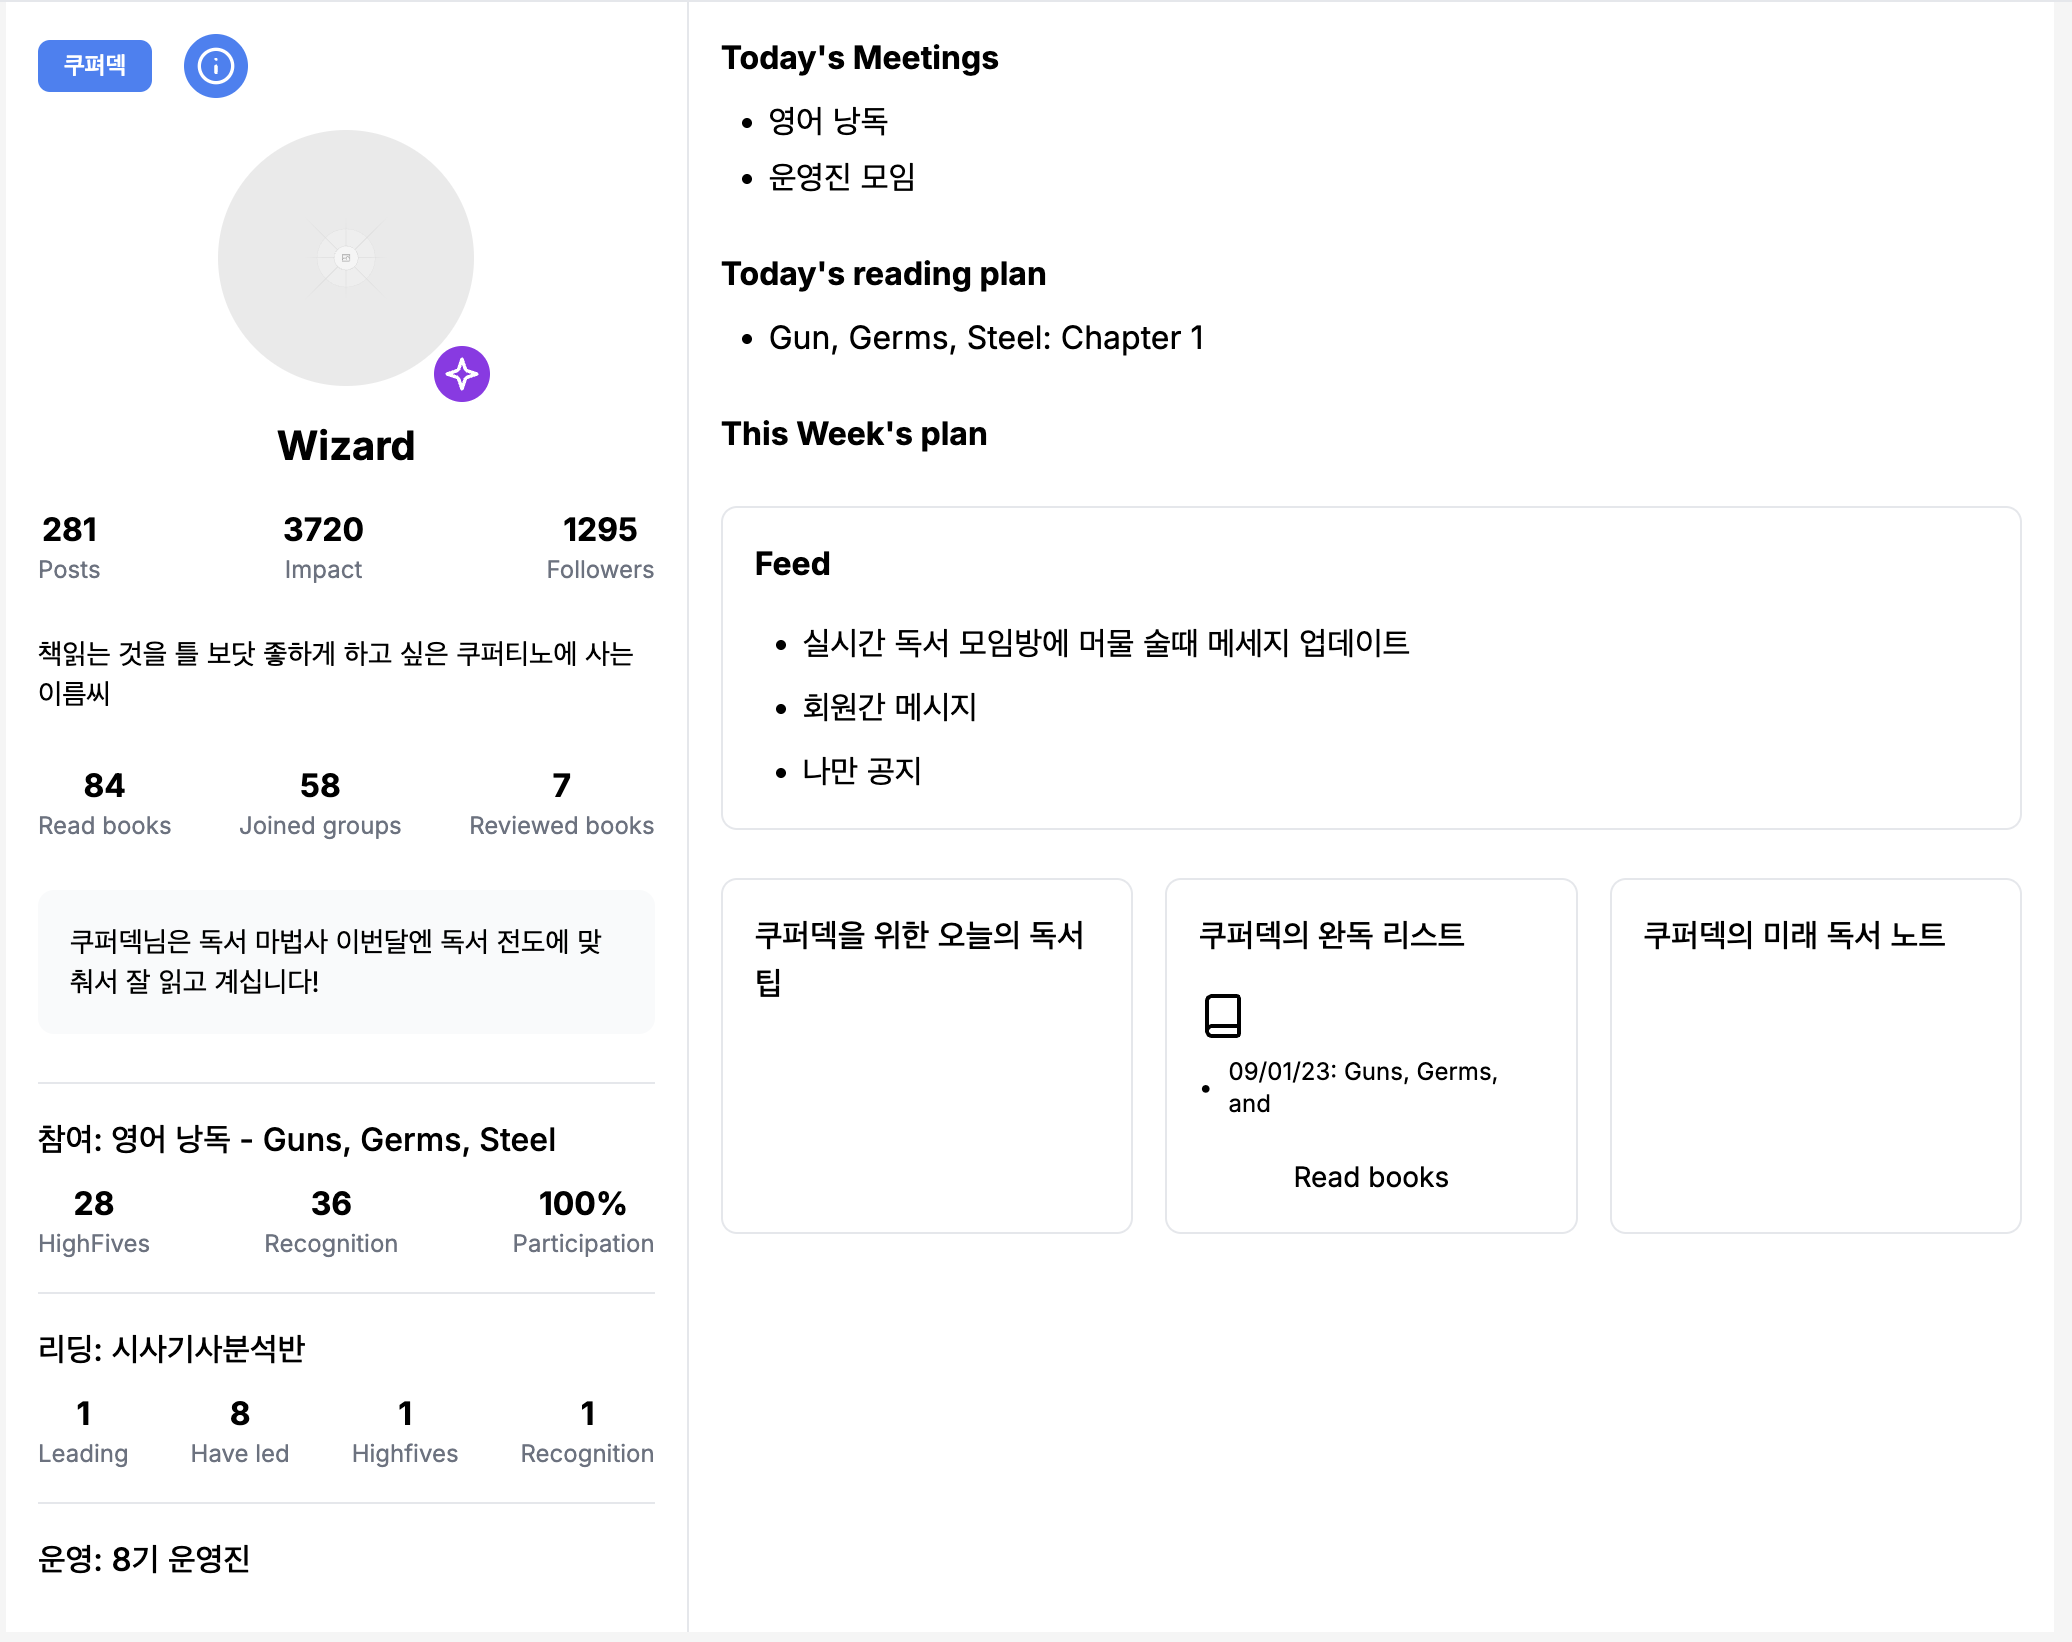 쿠펴덱
Wizard
281
Posts
3720
Impact
1295
Followers
책읽는 것을 틀 보닷 좋하게 하고 싶은 쿠퍼티노에 사는
이름씨
84
Read books
58
Joined groups
7
Reviewed books
쿠퍼덱님은 독서 마법사 이번달엔 독서 전도에 맞
춰서 잘 읽고 계십니다!
참여: 영어 낭독 - Guns, Germs, Steel
28
HighFives
36
Recognition
100%
Participation
리딩: 시사기사분석반
1
Leading
8
Have led
1
Highfives
1
Recognition
운영: 8기 운영진
Today's Meetings
• 영어 낭독
• 운영진 모임
Today's reading plan
• Gun, Germs, Steel: Chapter 1
This Week's plan
Feed
• 실시간 독서 모임방에 머물 술때 메세지 업데이트
• 회원간 메시지
• 나만 공지
쿠퍼덱을 위한 오늘의 독서
팁
쿠퍼덱의 완독 리스트
• 09/01/23: Guns, Germs,
and
Read books
쿠퍼덱의 미래 독서 노트